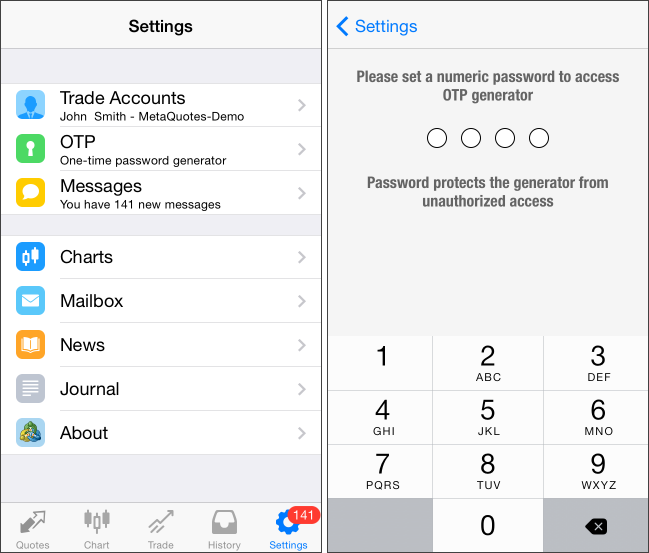 Settings
Trade Accounts
John Smith - MetaQuotes-Demo
OTP
One-time password generator
Messages
You have 141 new messages
Charts
Mailbox
News
Journal
About
141
Quotes
Chart
Trade
History
Settings
Settings
Please set a numeric password to access
OTP generator
Password protects the generator from
unauthorized access
1
2
3
ABC
DEF
4
5
6
GHI
JKL
MNO
7
8
9
PQRS
TUV
WXYZ
0